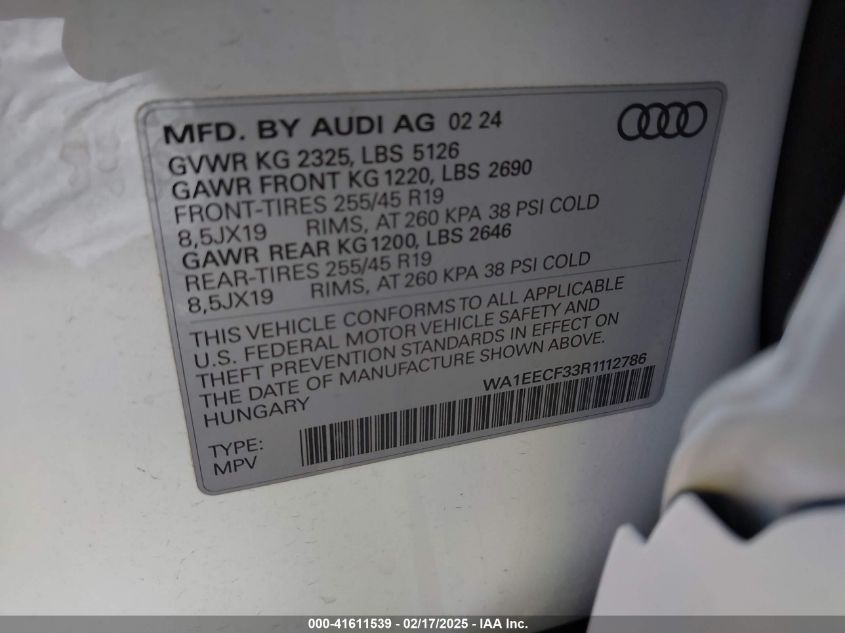 MFD. BY AUDI AG 02 24
GVWR KG 2325, LBS 5126
GAWR FRONT KG 1220, LBS 2690
FRONT-TIRES 255/45 R19
8,5JX19 RIMS, AT 260 KPA 38 PSI COLD
GAWR REAR KG 1200, LBS 2646
REAR-TIRES 255/45 R19
8,5JX19 RIMS, AT 260 KPA 38 PSI COLD
THIS VEHICLE CONFORMS TO ALL APPLICABLE
U.S. FEDERAL MOTOR VEHICLE SAFETY AND
THEFT PREVENTION STANDARDS IN EFFECT ON
THE DATE OF MANUFACTURE SHOWN ABOVE.
HUNGARY
WA1EECF33R1112786
TYPE:
MPV
000-41611539 - 02/17/2025 - IAA Inc.